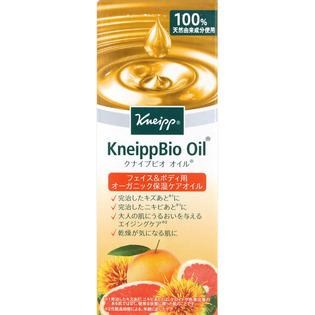 100%
天然由来成分使用
Kneipp®
KneippBio Oil®
クナイプビオ オイル®
フェイス&ボディ用
オーガニック保湿ケアオイル
✓完治したキズあと※1に
✓完治したニキビあと※1に
✓大人の肌にうるおいを与える
エイジングケア※2
✓乾燥が気になる肌に